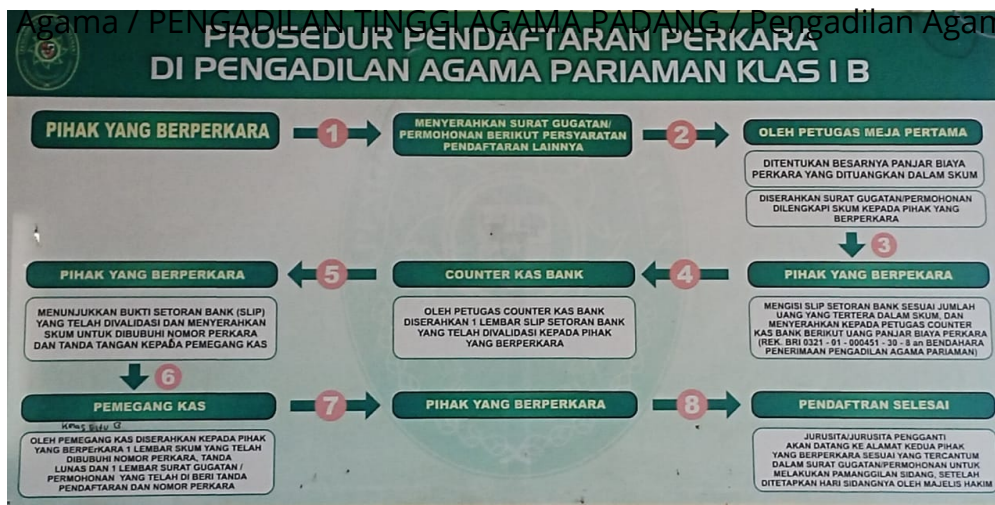 Agama / PENGADILAN TINGGI AGAMA PADANG / Pengadilan Agam
PROSEDUR PENDAFTARAN PERKARA
DI PENGADILAN AGAMA PARIAMAN KLAS I B
PIHAK YANG BERPERKARA
1
MENYERAHKAN SURAT GUGATAN/
PERMOHONAN BERIKUT PERSYARATAN
PENDAFTARAN LAINNYA
2
OLEH PETUGAS MEJA PERTAMA
DITENTUKAN BESARNYA PANJAR BIAYA
PERKARA YANG DITUANGKAN DALAM SKUM
DISERAHKAN SURAT GUGATAN/PERMOHONAN
DILENGKAPI SKUM KEPADA PIHAK YANG
BERPERKARA
3
PIHAK YANG BERPEKARA
MENGISI SLIP SETORAN BANK SESUAI JUMLAH
UANG YANG TERTERA DALAM SKUM, DAN
MENYERAHKAN KEPADA PETUGAS COUNTER
KAS BANK BERIKUT UANG PANJAR BIAYA PERKARA
(REK. BRI 0321 - 01 - 000451 - 30 - 8 an BENDAHARA
PENERIMAAN PENGADILAN AGAMA PARIAMAN)
4
COUNTER KAS BANK
OLEH PETUGAS COUNTER KAS BANK
DISERAHKAN 1 LEMBAR SLIP SETORAN BANK
YANG TELAH DIVALIDASI KEPADA PIHAK
YANG BERPERKARA
5
PIHAK YANG BERPERKARA
MENUNJUKKAN BUKTI SETORAN BANK (SLIP)
YANG TELAH DIVALIDASI DAN MENYERAHKAN
SKUM UNTUK DIBUBUHI NOMOR PERKARA
DAN TANDA TANGAN KEPADA PEMEGANG KAS
6
PEMEGANG KAS
OLEH PEMEGANG KAS DISERAHKAN KEPADA PIHAK
YANG BERPERKARA 1 LEMBAR SKUM YANG TELAH
DIBUBUHI NOMOR PERKARA, TANDA
LUNAS DAN 1 LEMBAR SURAT GUGATAN /
PERMOHONAN YANG TELAH DI BERI TANDA
PENDAFTARAN DAN NOMOR PERKARA
7
PIHAK YANG BERPERKARA
8
PENDAFTRAN SELESAI
JURUSITA/JURUSITA PENGGANTI
AKAN DATANG KE ALAMAT KEDUA PIHAK
YANG BERPERKARA SESUAI YANG TERCANTUM
DALAM SURAT GUGATAN/PERMOHONAN UNTUK
MELAKUKAN PAMANGGILAN SIDANG, SETELAH
DITETAPKAN HARI SIDANGNYA OLEH MAJELIS HAKIM